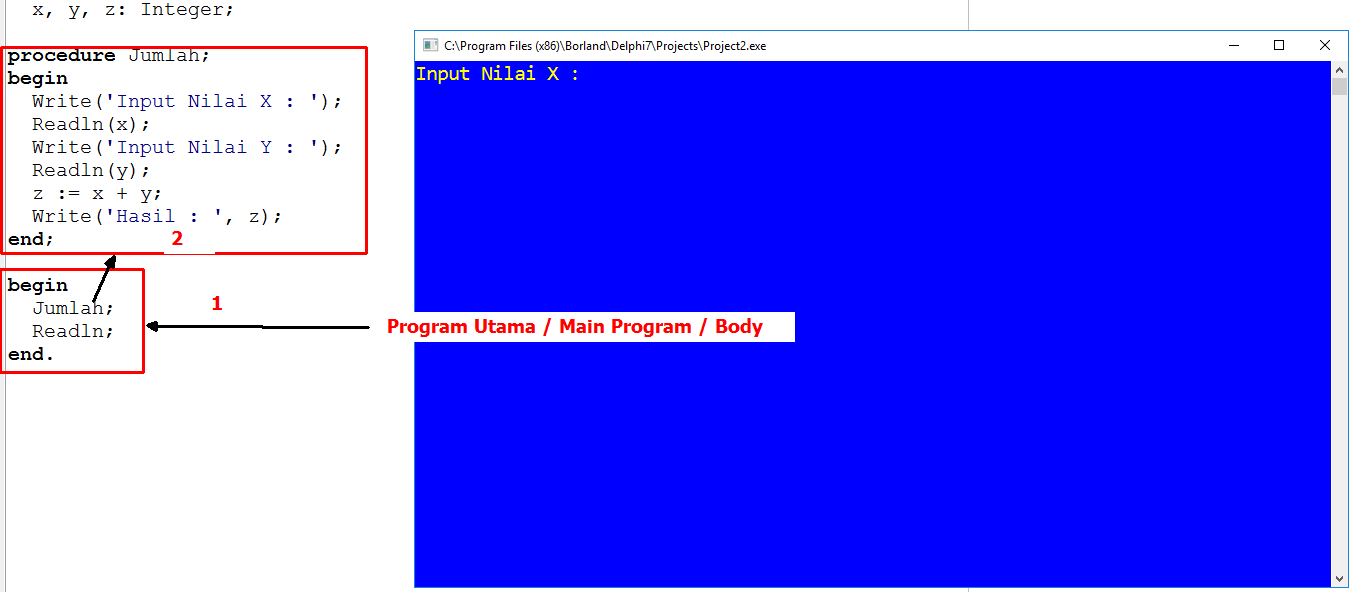 x, y, z: Integer;
procedure Jumlah;
begin
Write('Input Nilai X : ');
Readln(x);
Write('Input Nilai Y : ');
Readln(y);
z := x + y;
Write('Hasil : ', z);
end;
2
begin
Jumlah;
Readln;
end.
1
Program Utama / Main Program / Body
C:\Program Files (x86)\Borland\Delphi7\Projects\Project2.exe
Input Nilai X :